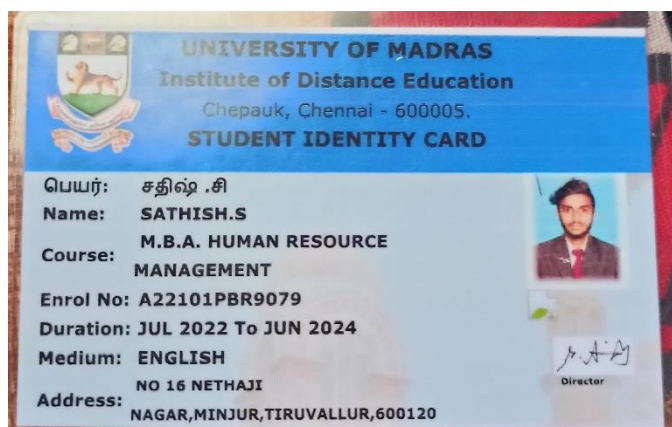 UNIVERSITY OF MADRAS
Institute of Distance Education
Chepauk, Chennai - 600005.
STUDENT IDENTITY CARD
பெயர்: சதிஷ் .சி
Name: SATHISH.S
Course: M.B.A. HUMAN RESOURCE
MANAGEMENT
Enrol No: A22101PBR9079
Duration: JUL 2022 To JUN 2024
Medium: ENGLISH
Director
Address: NO 16 NETHAJI
NAGAR,MINJUR,TIRUVALLUR,600120